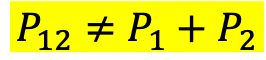 P₁₂ ≠ P₁ + P₂